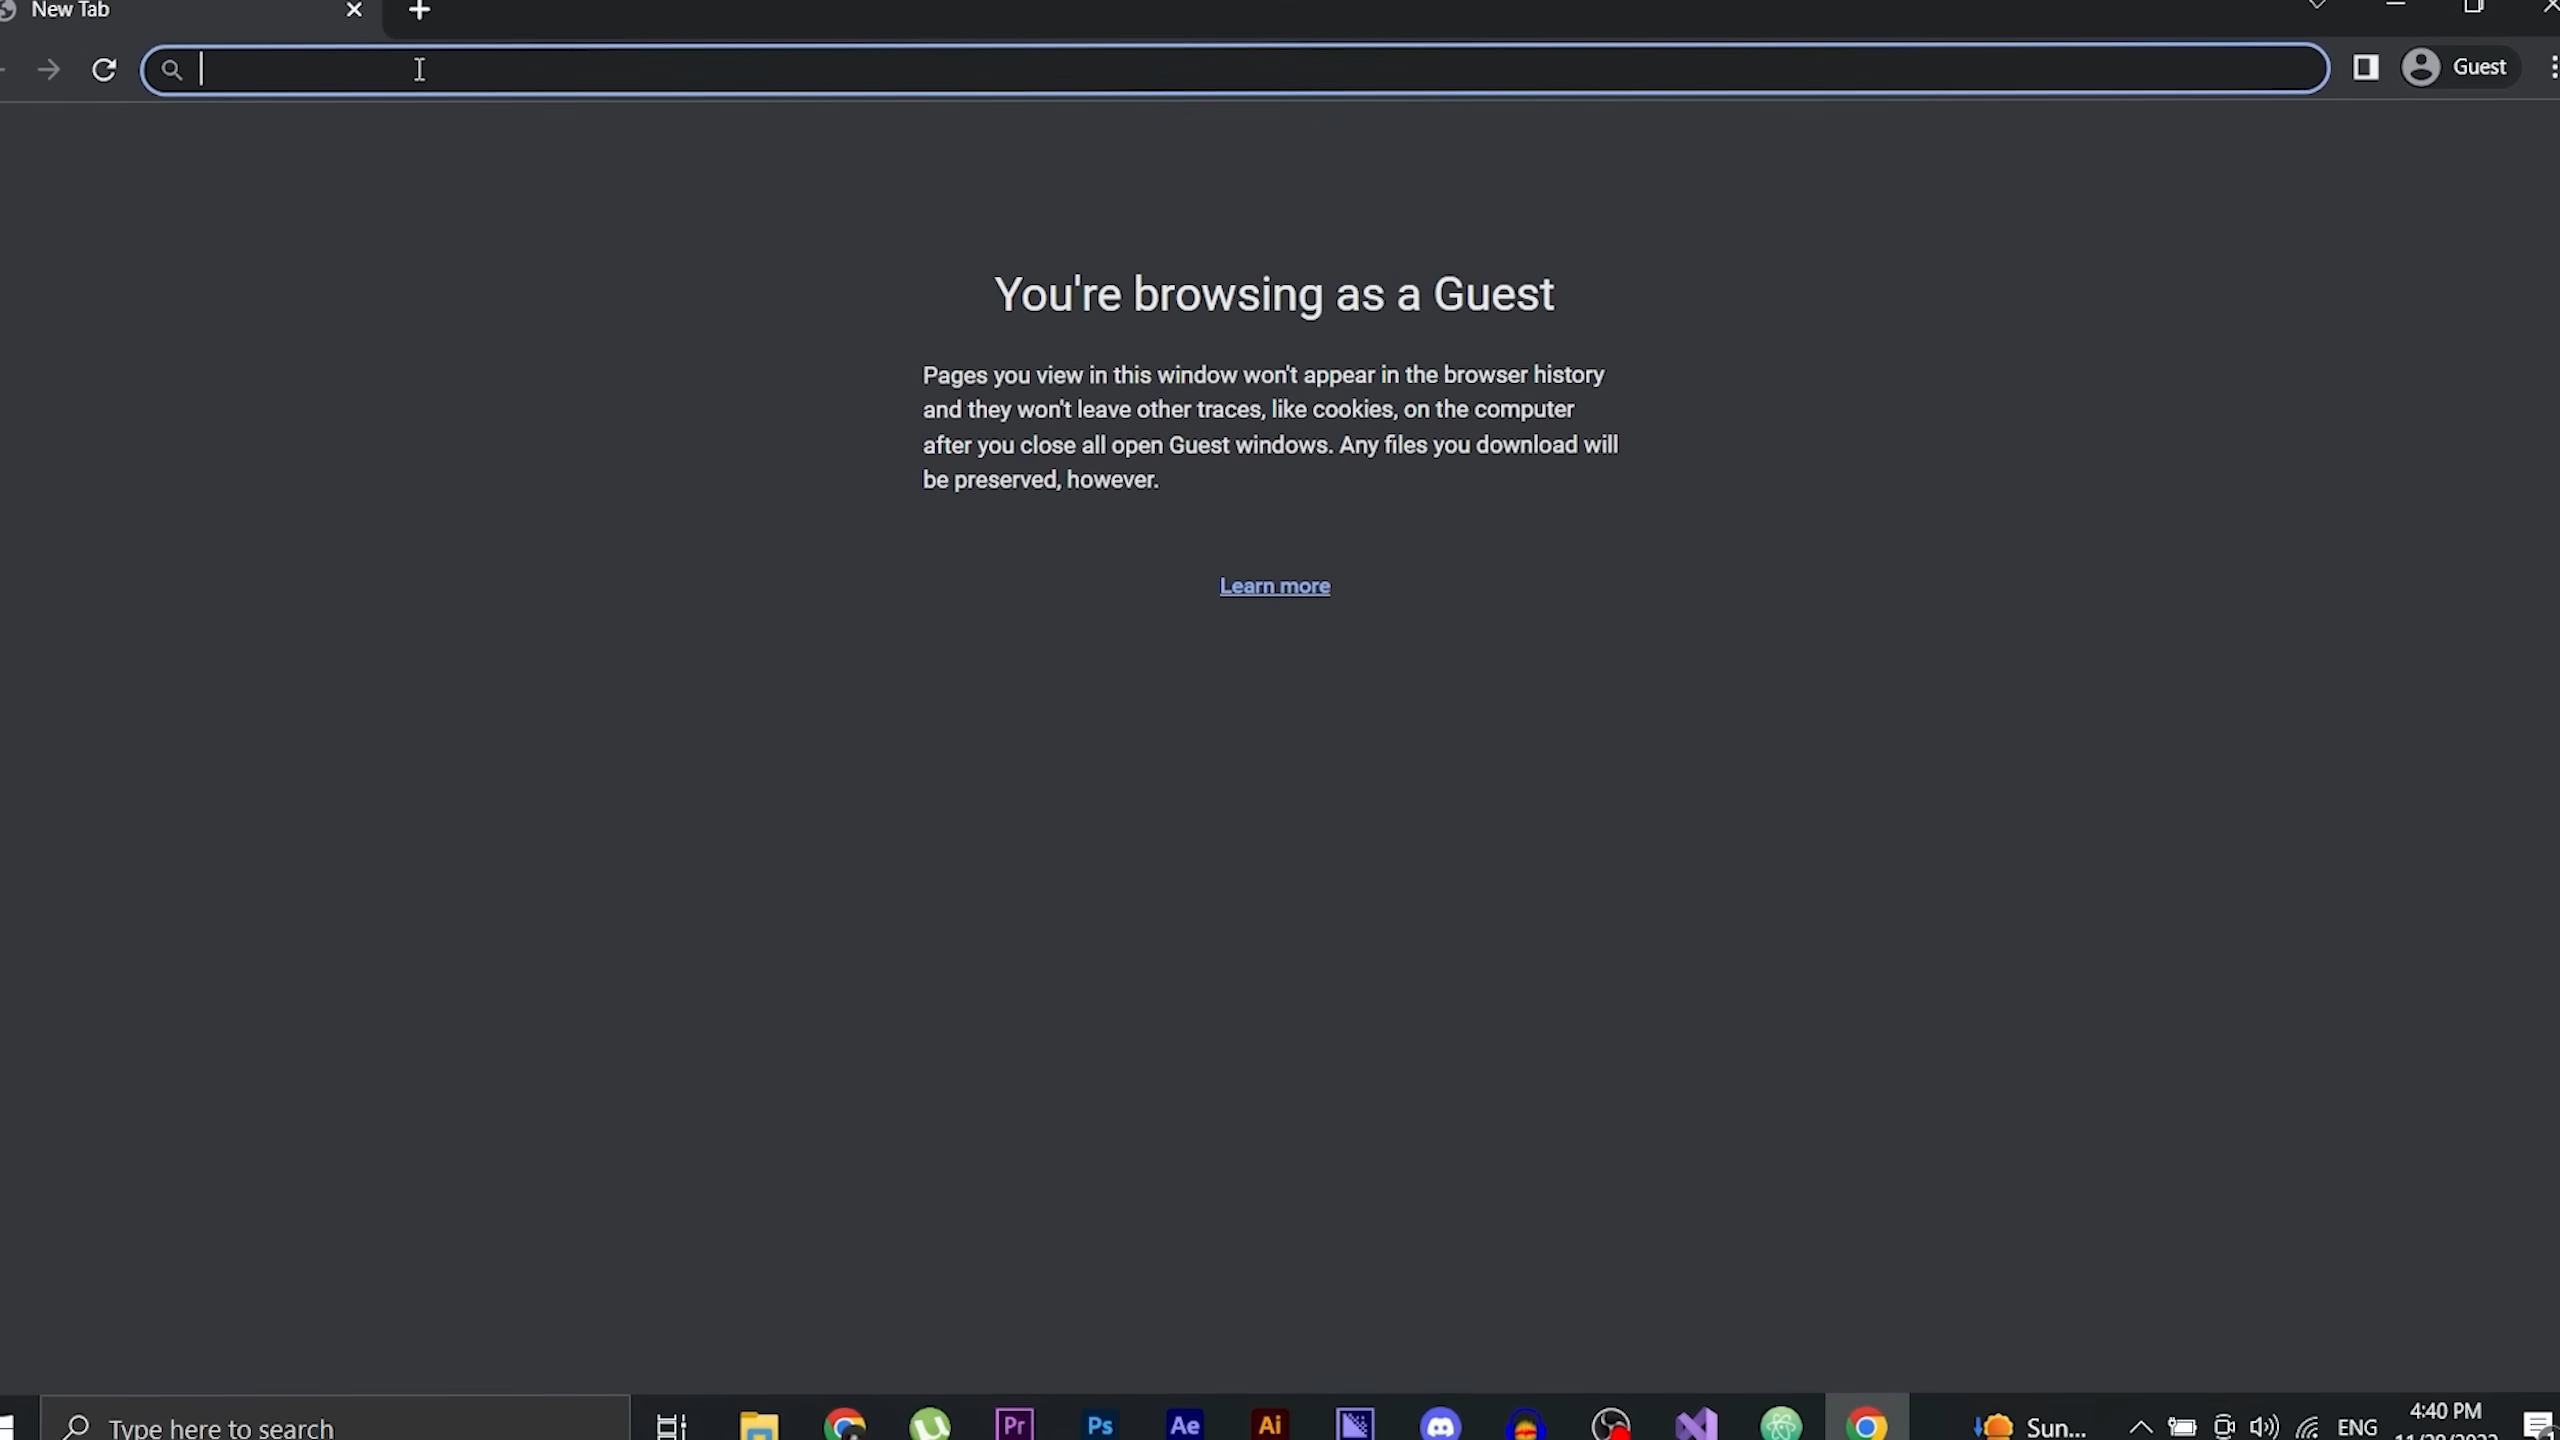 New Tab
Guest
You're browsing as a Guest
Pages you view in this window won't appear in the browser history
and they won't leave other traces, like cookies, on the computer
after you close all open Guest windows. Any files you download will
be preserved, however.
Learn more
Type here to search
Pr
Ps
Ae
Ai
Sun...
ENG
4:40 PM